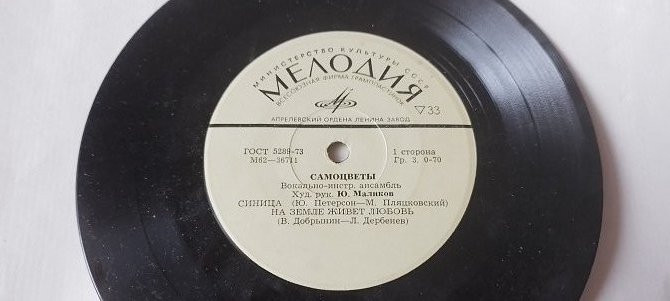 МИНИСТЕРСТВО КУЛЬТУРЫ СССР
МЕЛОДИЯ
ВСЕСОЮЗНАЯ ФИРМА ГРАМПЛАСТИНОК
▽33
АПРЕЛЕВСКИЙ ОРДЕНА ЛЕНИНА ЗАВОД
ГОСТ 5289-73 1 сторона
М62—36711 Гр. 3. 0-70
САМОЦВЕТЫ
Вокально-инстр. ансамбль
Худ. рук. Ю. Маликов
СИНИЦА (Ю. Петерсон—М. Пляцковский)
НА ЗЕМЛЕ ЖИВЕТ ЛЮБОВЬ
(В. Добрынин—Л. Дербенев)